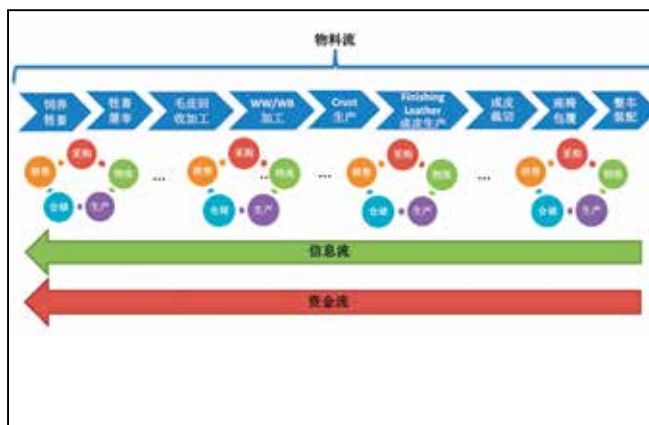 物料流
饲养
牲畜
牲畜
屠宰
毛皮回
收加工
WW/WB
加工
Crust
生产
Finishing
Leather
成皮生产
成皮
裁切
座椅
包覆
整车
装配
采购
销售
物流
仓储
生产
...
采购
销售
物流
仓储
生产
...
...
采购
销售
物流
仓储
生产
...
采购
销售
物流
仓储
生产
信息流
资金流